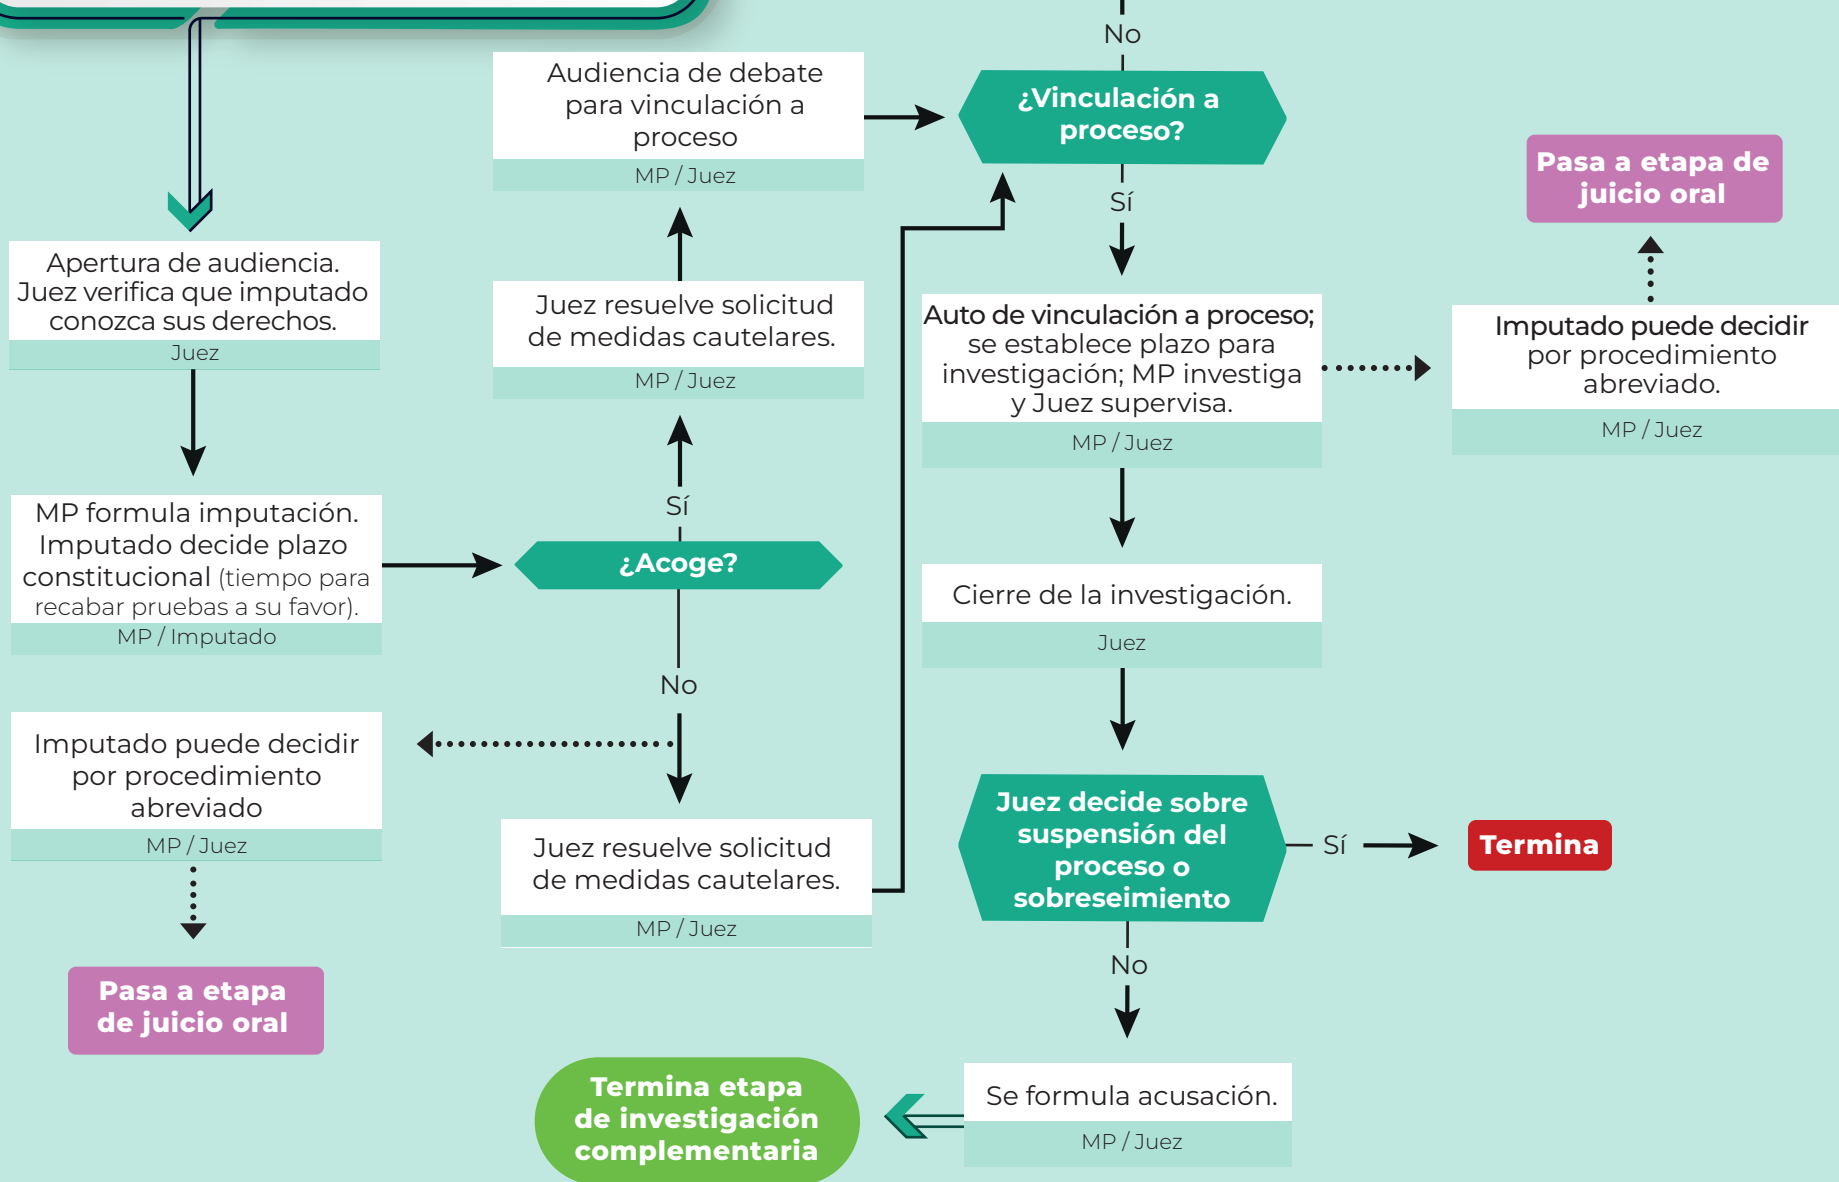 No
Audiencia de debate
para vinculación a
proceso
MP / Juez
¿Vinculación a
proceso?
Sí
Pasa a etapa de
juicio oral
Apertura de audiencia.
Juez verifica que imputado
conozca sus derechos.
Juez
Juez resuelve solicitud
de medidas cautelares.
MP / Juez
Auto de vinculación a proceso;
se establece plazo para
investigación; MP investiga
y Juez supervisa.
MP / Juez
Imputado puede decidir
por procedimiento
abreviado.
MP / Juez
MP formula imputación.
Imputado decide plazo
constitucional (tiempo para
recabar pruebas a su favor).
MP / Imputado
Sí
¿Acoge?
No
Cierre de la investigación.
Juez
Imputado puede decidir
por procedimiento
abreviado
MP / Juez
Pasa a etapa
de juicio oral
Juez resuelve solicitud
de medidas cautelares.
MP / Juez
Juez decide sobre
suspensión del
proceso o
sobreseimiento
Sí
Termina
No
Se formula acusación.
MP / Juez
Termina etapa
de investigación
complementaria